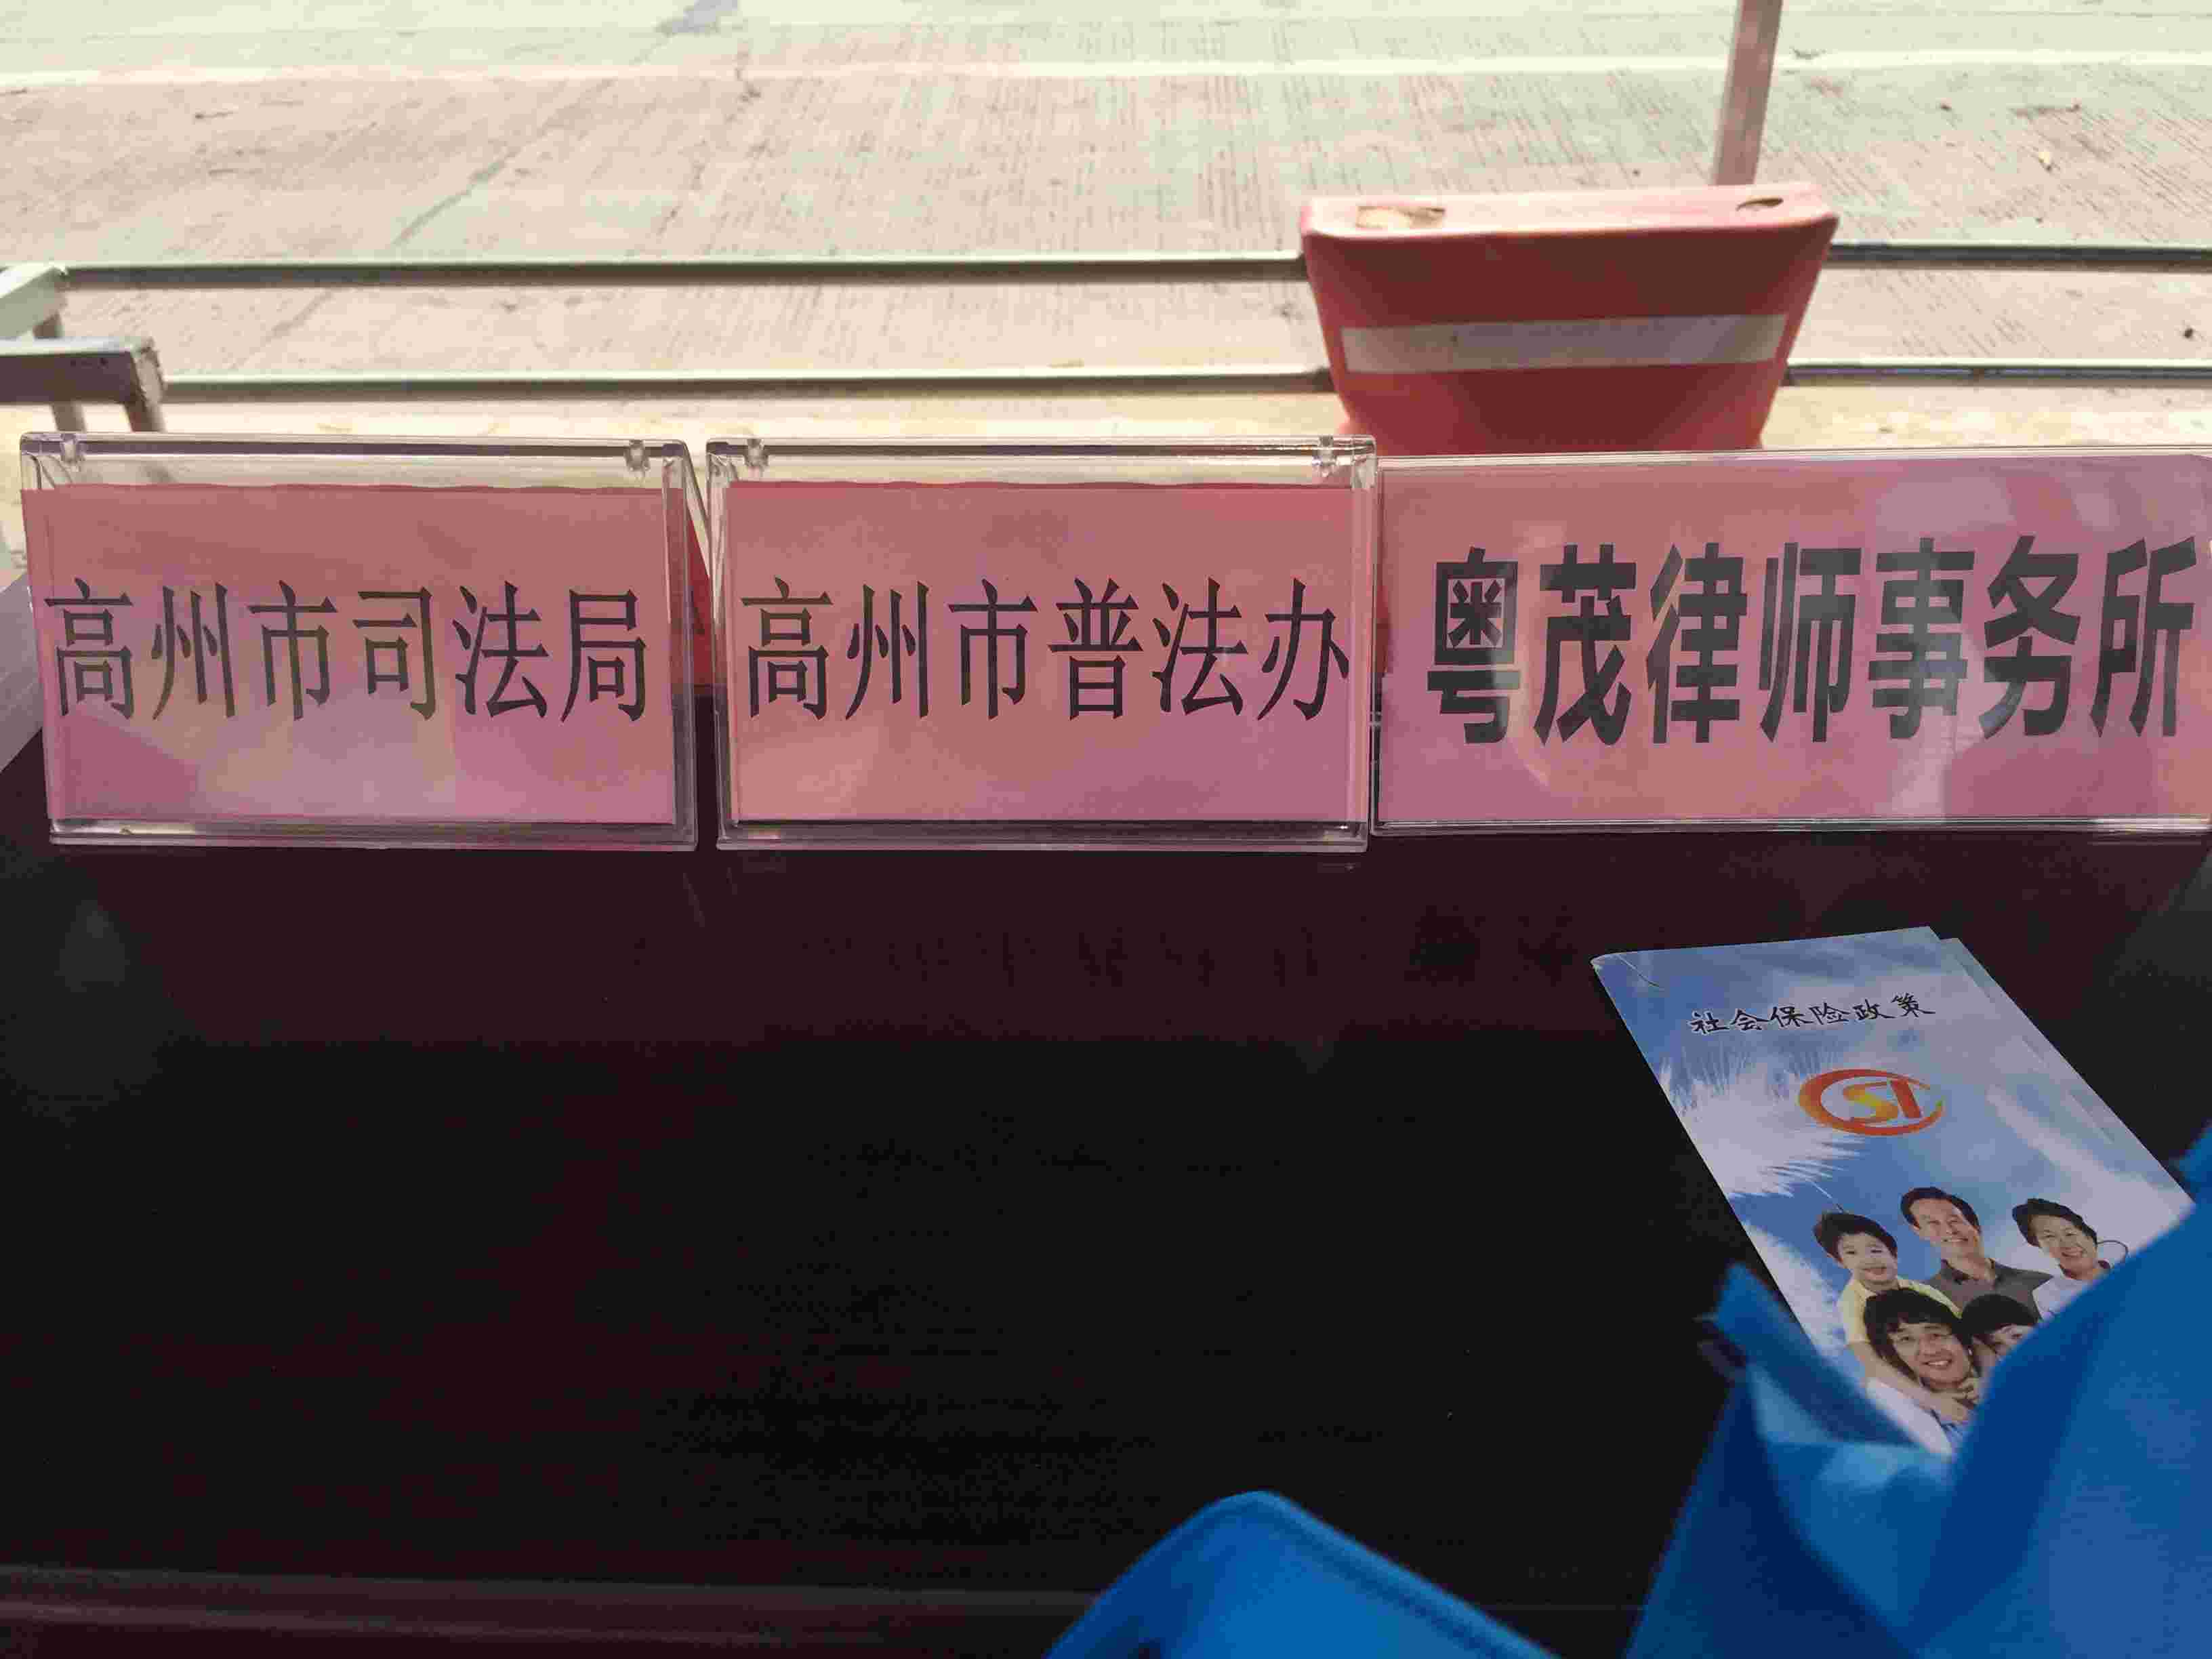 高州市司法局
高州市普法办
粤茂律师事务所
社会保险政策
SI